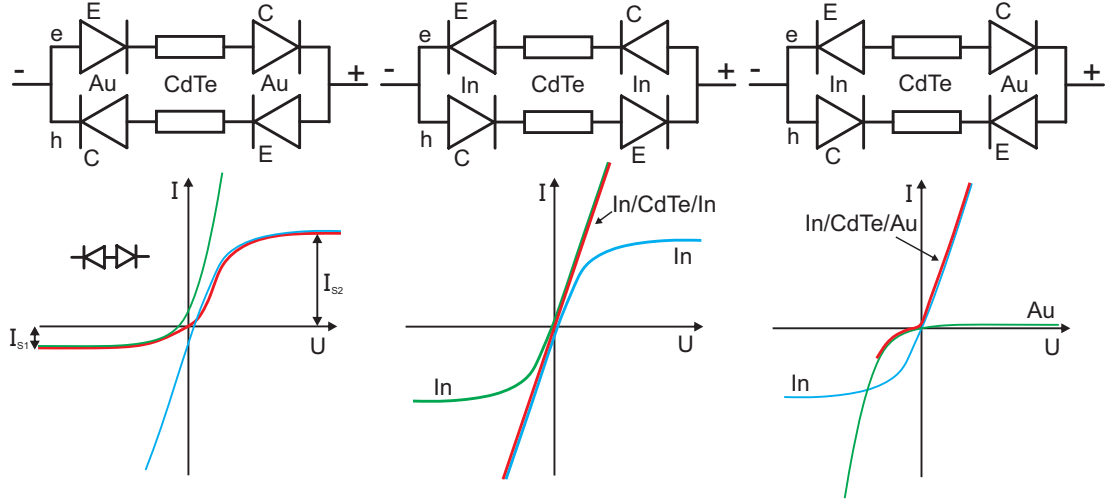 E C
e
- Au CdTe Au +
h
C E
I
I_S2
I_S1
U
E C
e
- In CdTe In +
h
C E
I
In/CdTe/In
In
U
In
E C
e
- In CdTe Au +
h
C E
I
In/CdTe/Au
Au
U
In